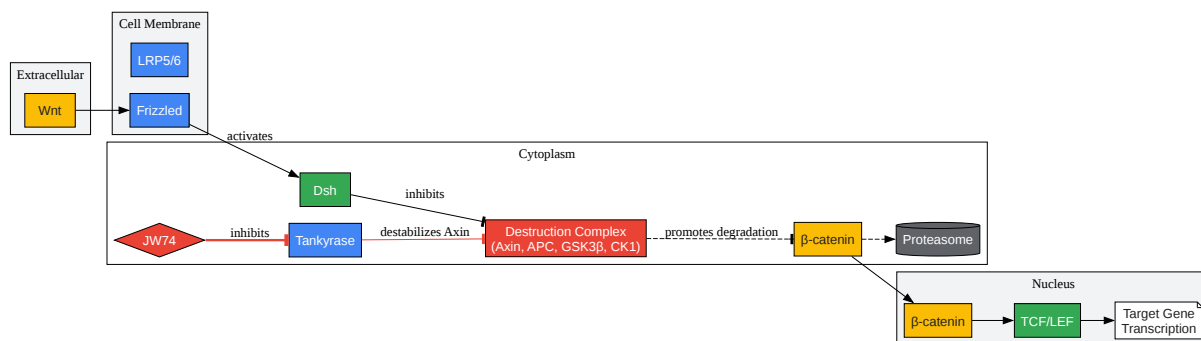 Cell Membrane
LRP5/6
Extracellular
Wnt
Frizzled
activates
Cytoplasm
Dsh
inhibits
JW74
inhibits
Tankyrase
destabilizes Axin
Destruction Complex
(Axin, APC, GSK3β, CK1)
promotes degradation
β-catenin
Proteasome
Nucleus
β-catenin
TCF/LEF
Target Gene
Transcription